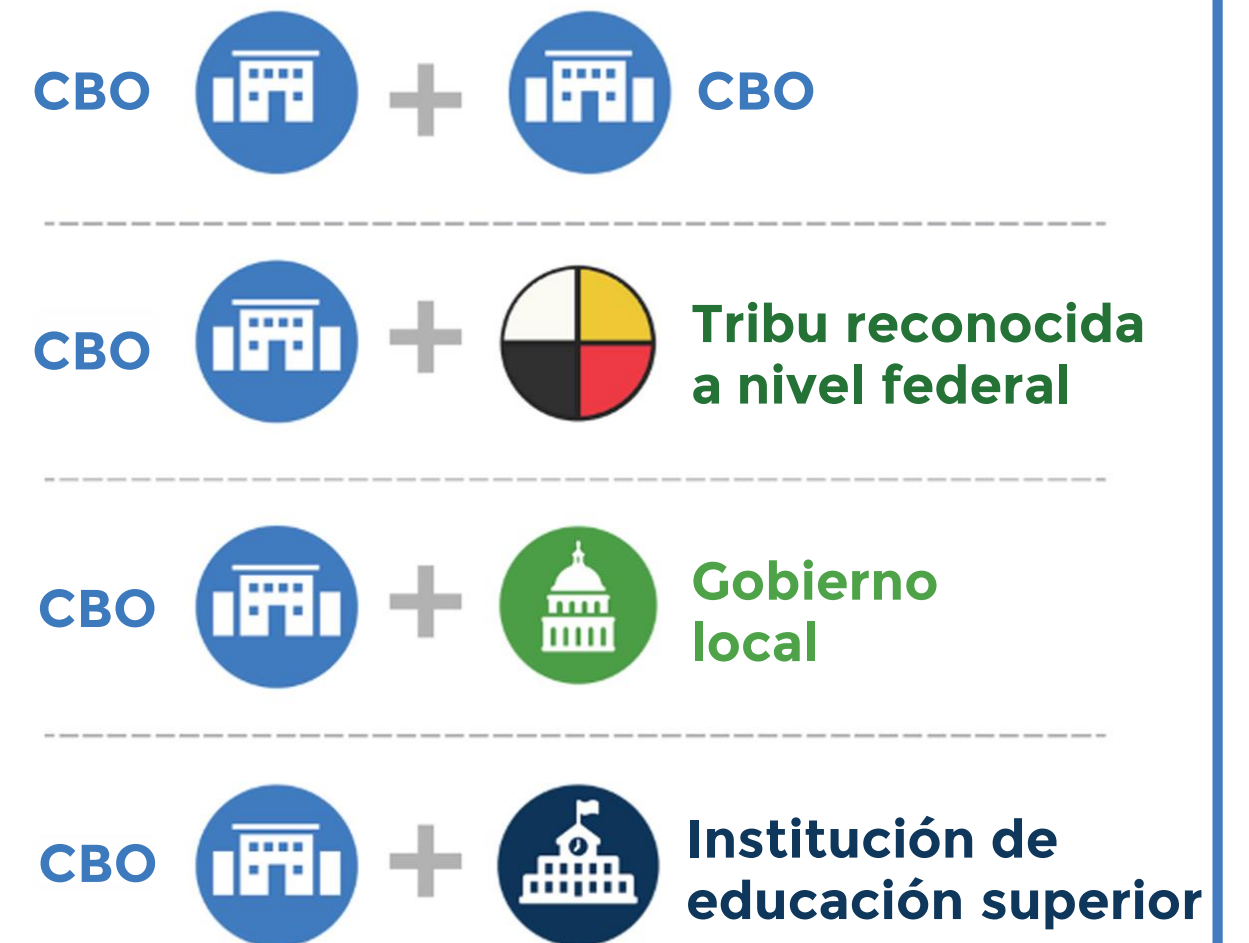 CBO + CBO
CBO + Tribu reconocida
a nivel federal
CBO + Gobierno
local
CBO + Institución de
educación superior